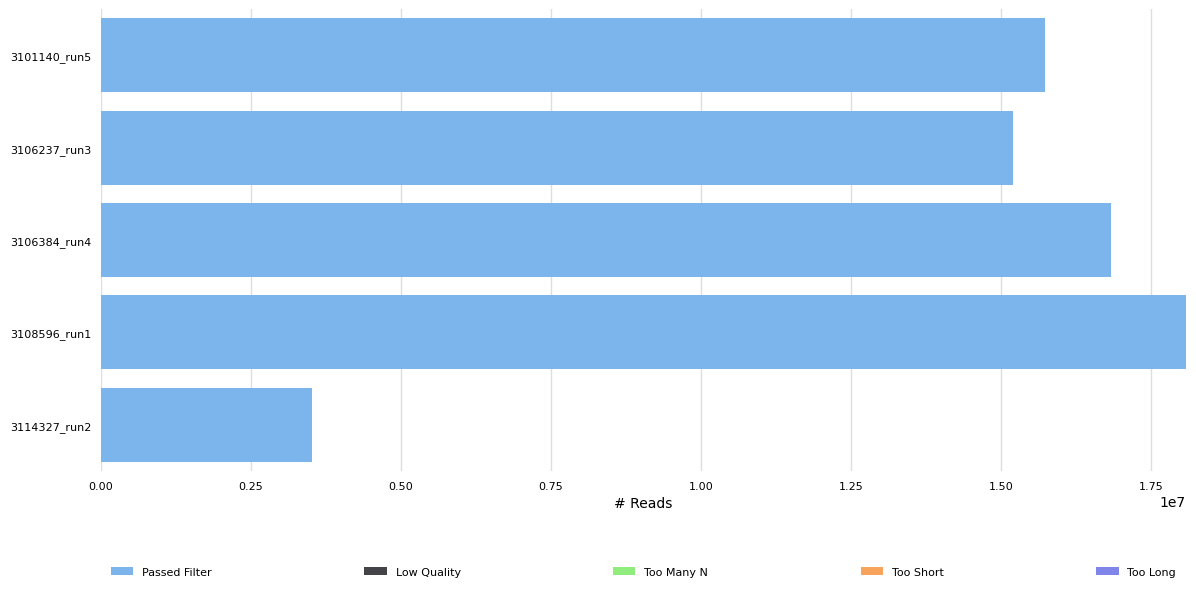 3101140_run5
3106237_run3
3106384_run4
3108596_run1
3114327_run2
0.00 0.25 0.50 0.75 1.00 1.25 1.50 1.75
# Reads
1e7
Passed Filter Low Quality Too Many N Too Short Too Long